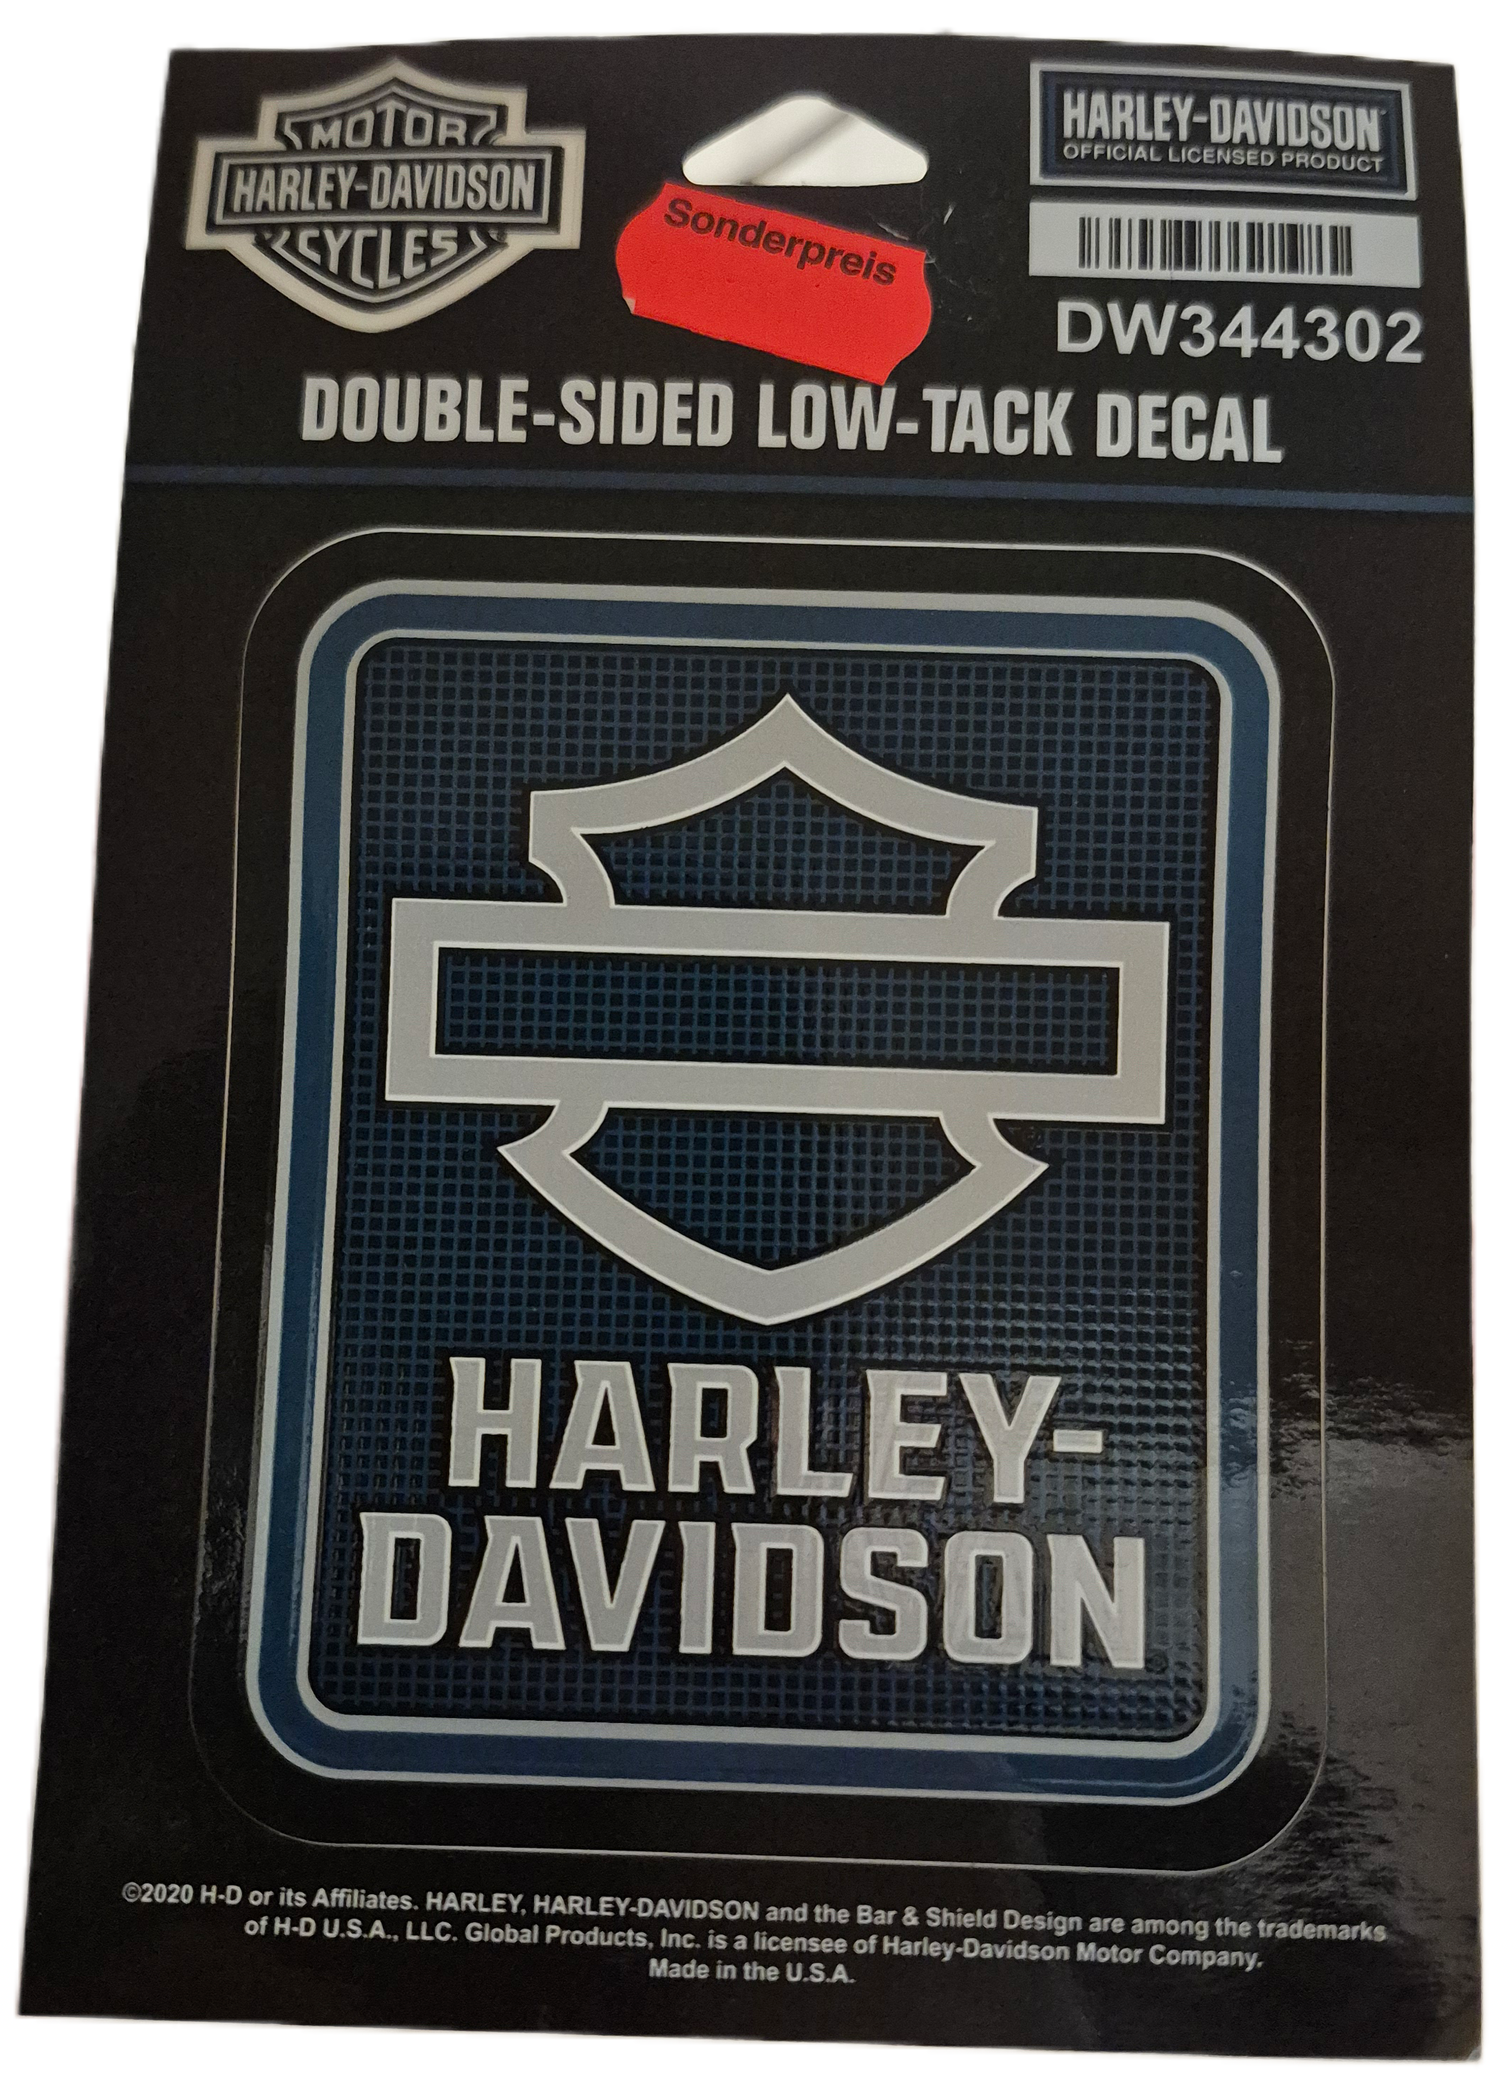 MOTOR
HARLEY-DAVIDSON
CYCLES
HARLEY-DAVIDSON
OFFICIAL LICENSED PRODUCT
Sonderpreis
DW344302
DOUBLE-SIDED LOW-TACK DECAL
HARLEY-
DAVIDSON
©2020 H-D or its Affiliates. HARLEY, HARLEY-DAVIDSON and the Bar & Shield Design are among the trademarks
of H-D U.S.A., LLC. Global Products, Inc. is a licensee of Harley-Davidson Motor Company.
Made in the U.S.A.